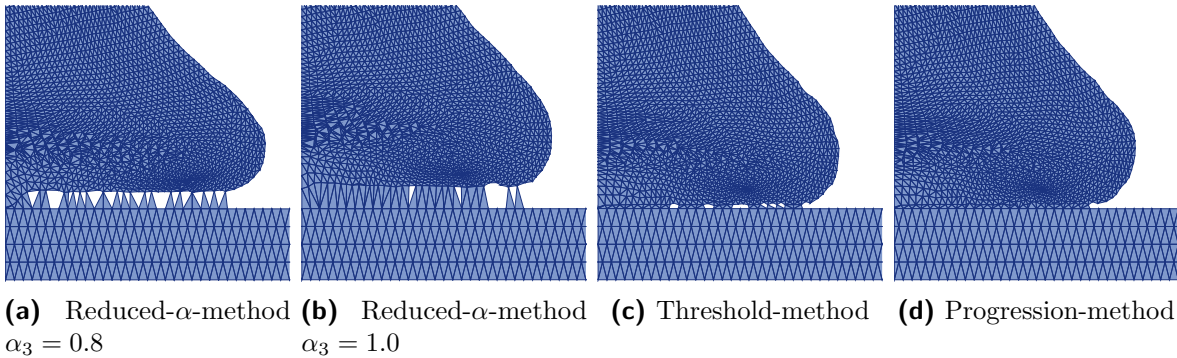 (a) Reduced-α-method
α₃ = 0.8
(b) Reduced-α-method
α₃ = 1.0
(c) Threshold-method
(d) Progression-method